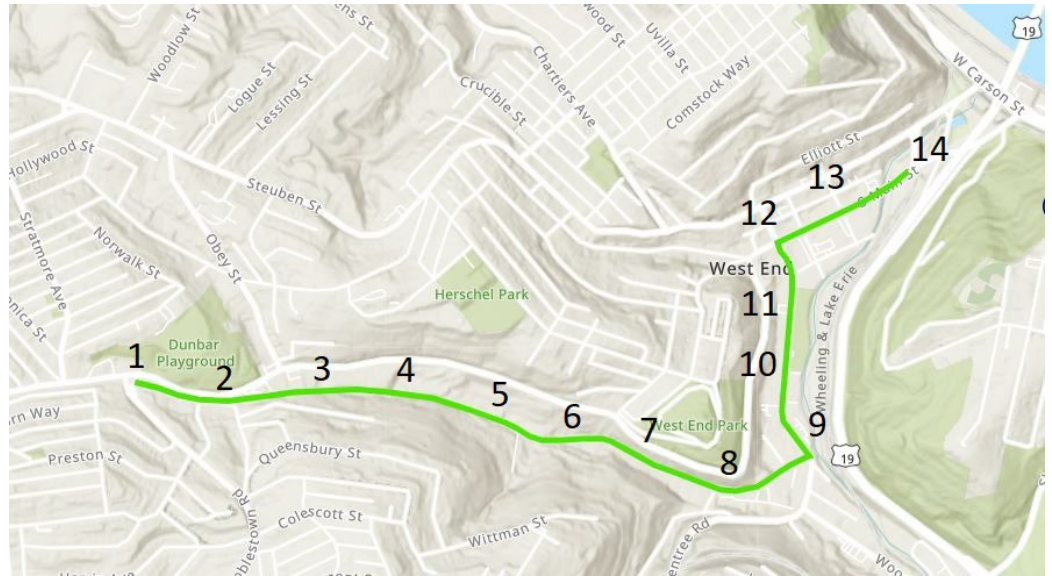 19
W Carson St
Woodlow St
Logue St
Lessing St
Uvilla St
Chartiers Ave
Crucible St
Comstock Way
Hollywood St
Elliott St
Steuben St
14
13
Stratmore Ave
Norwalk St
Obey St
12
West End
Herschel Park
11
Wheeling & Lake Erie
Dunbar
Playground
1
2
3
4
10
5
6
7
West End Park
9
8
19
Preston St
Queensbury St
Colescott St
Wittman St